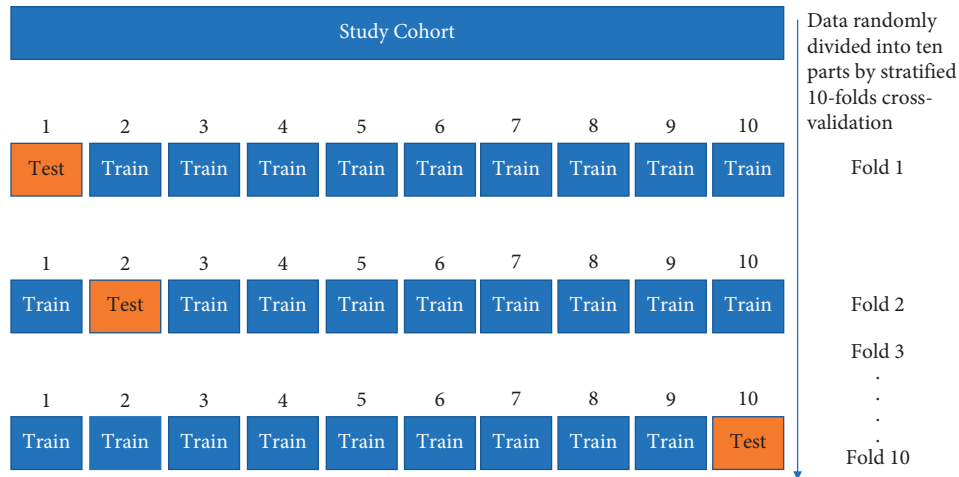 Study Cohort
Data randomly
divided into ten
parts by stratified
10-folds cross-
validation
1 2 3 4 5 6 7 8 9 10
Test Train Train Train Train Train Train Train Train Train
Fold 1
1 2 3 4 5 6 7 8 9 10
Train Test Train Train Train Train Train Train Train Train
Fold 2
Fold 3
.
.
.
.
1 2 3 4 5 6 7 8 9 10
Train Train Train Train Train Train Train Train Train Test
Fold 10